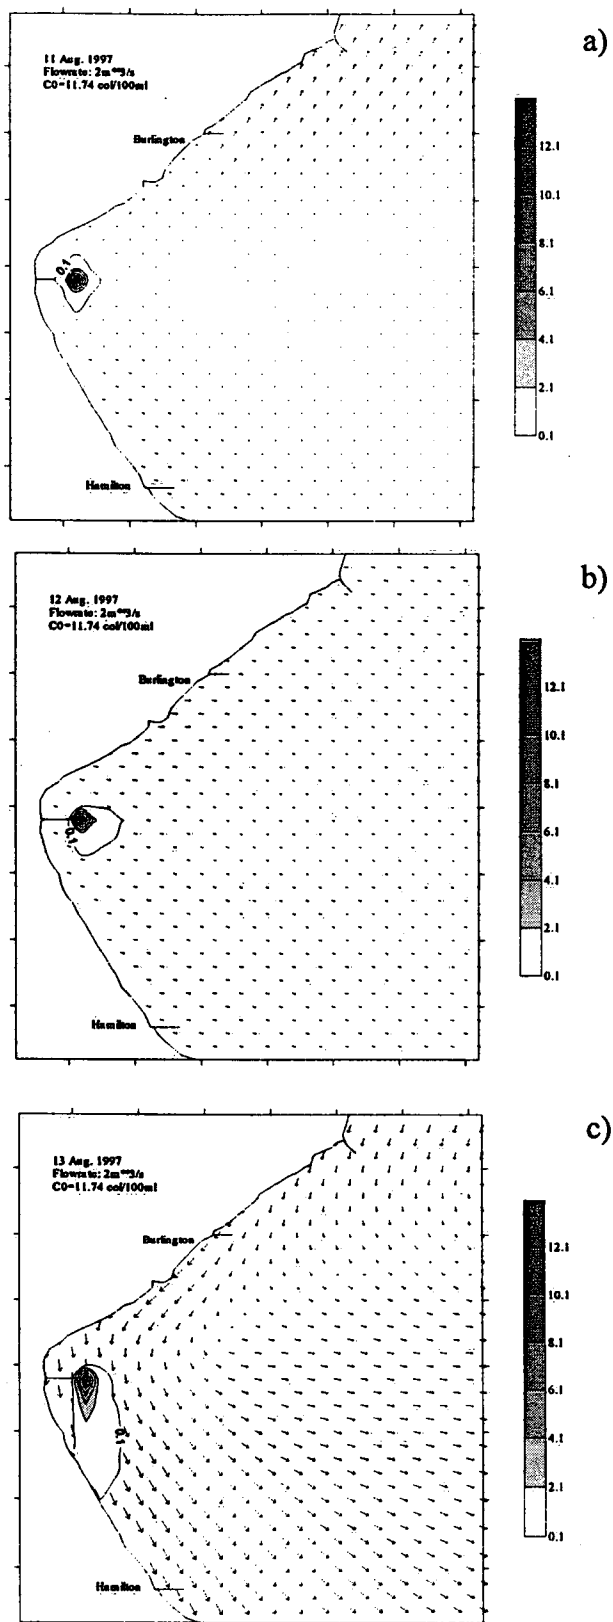 a)
11 Aug. 1997
Flowrate: 2m**3/s
C0=11.74 col/100ml
Burlington
0.1
Hamilton
12.1
10.1
8.1
6.1
4.1
2.1
0.1
b)
12 Aug. 1997
Flowrate: 2m**3/s
C0=11.74 col/100ml
Burlington
0.1
Hamilton
12.1
10.1
8.1
6.1
4.1
2.1
0.1
c)
13 Aug. 1997
Flowrate: 2m**3/s
C0=11.74 col/100ml
Burlington
0.1
Hamilton
12.1
10.1
8.1
6.1
4.1
2.1
0.1